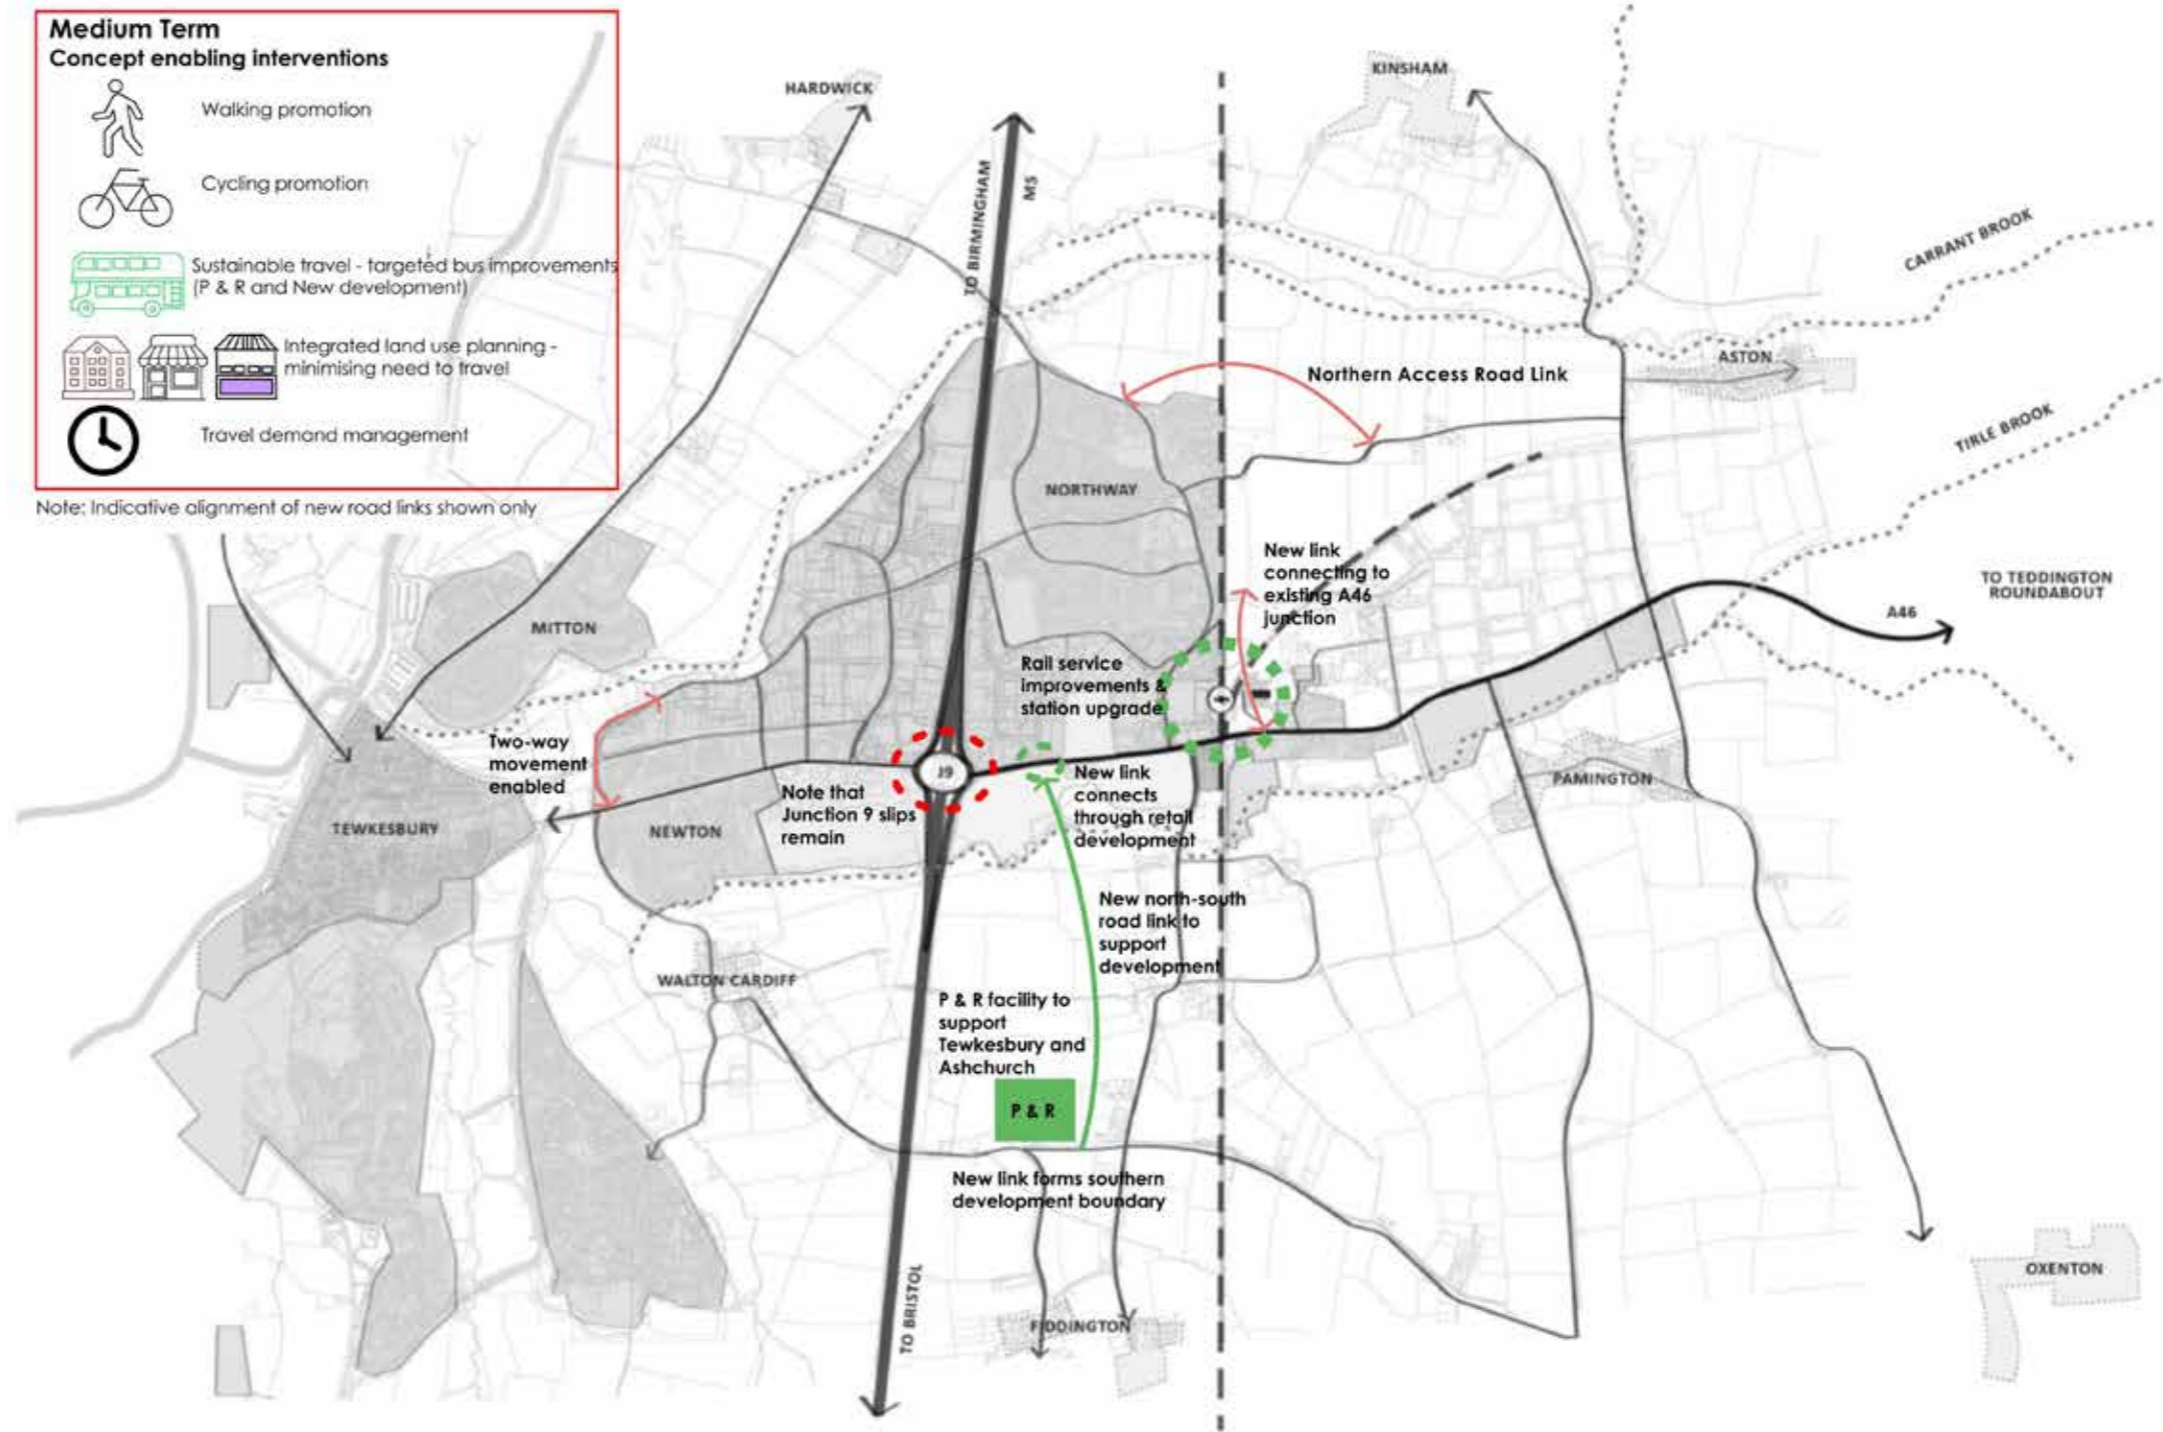 Medium Term
Concept enabling interventions
Walking promotion
Cycling promotion
Sustainable travel - targeted bus improvements
(P & R and New development)
Integrated land use planning -
minimising need to travel
Travel demand management
Note: Indicative alignment of new road links shown only
HARDWICK
KINSHAM
TO BIRMINGHAM
M5
CARRANT BROOK
ASTON
Northern Access Road Link
TIRLE BROOK
NORTHWAY
New link
connecting to
existing A46
junction
TO TEDDINGTON
ROUNDABOUT
A46
MITTON
Rail service
improvements &
station upgrade
Two-way
movement
enabled
J9
Note that
Junction 9 slips
remain
New link
connects
through retail
development
PAMINGTON
TEWKESBURY
NEWTON
New north-south
road link to
support
development
WALTON CARDIFF
P & R facility to
support
Tewkesbury and
Ashchurch
P & R
New link forms southern
development boundary
TO BRISTOL
FIDDINGTON
OXENTON